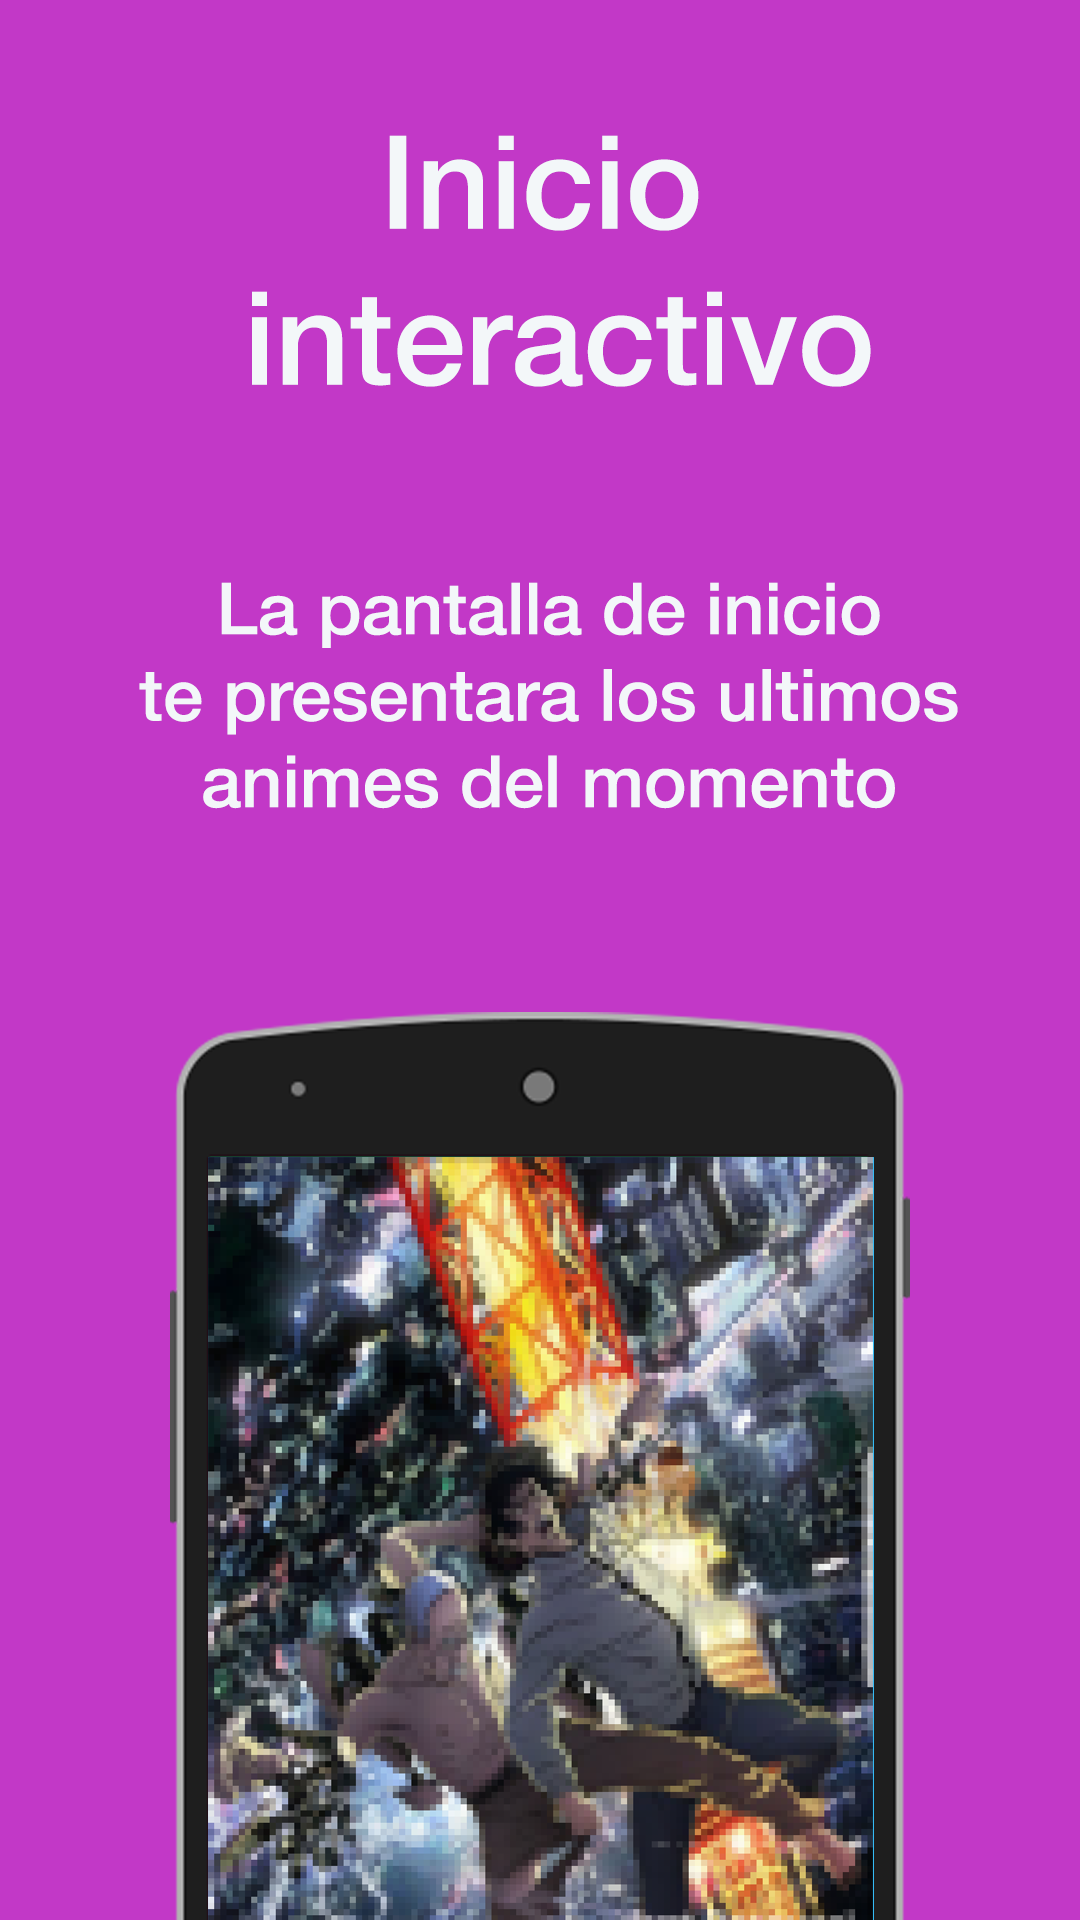 Inicio
interactivo
La pantalla de inicio
te presentara los ultimos
animes del momento